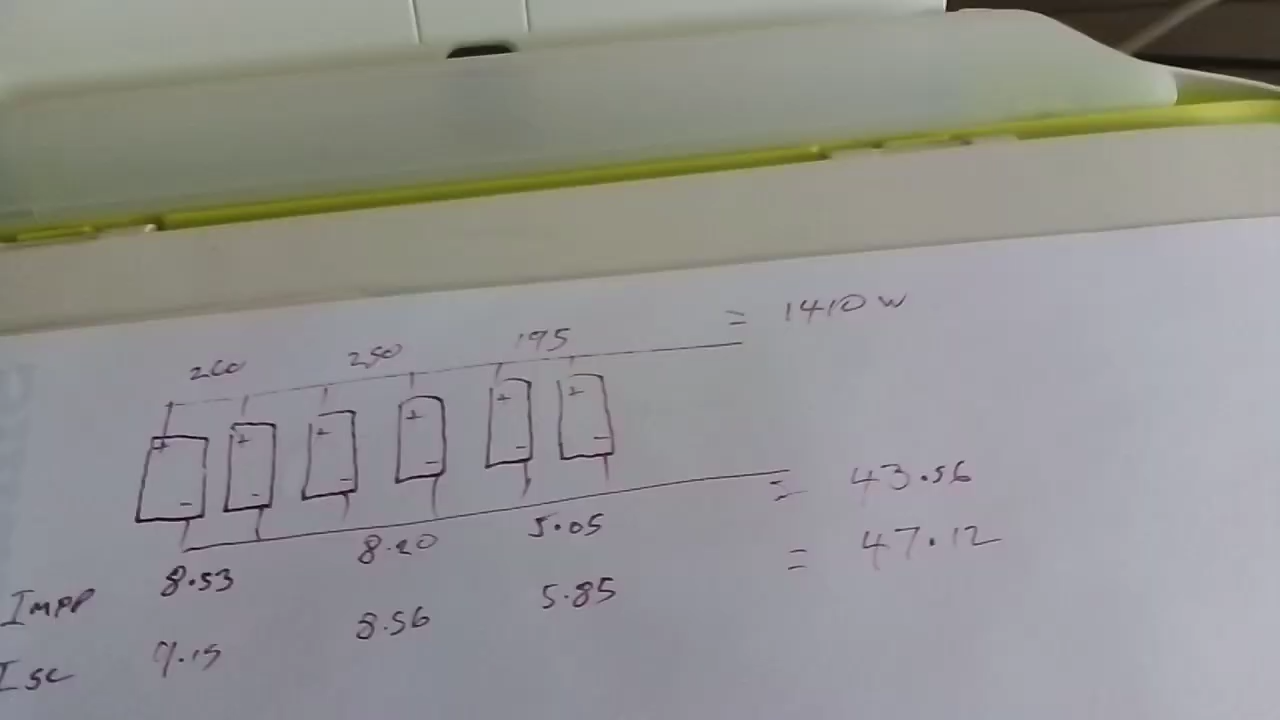 260 250 195 = 1410 w
+ + + + + +
- - - - - -
= 43.56
Impp 8.53 8.20 5.05
= 47.12
Isc 9.15 8.56 5.85